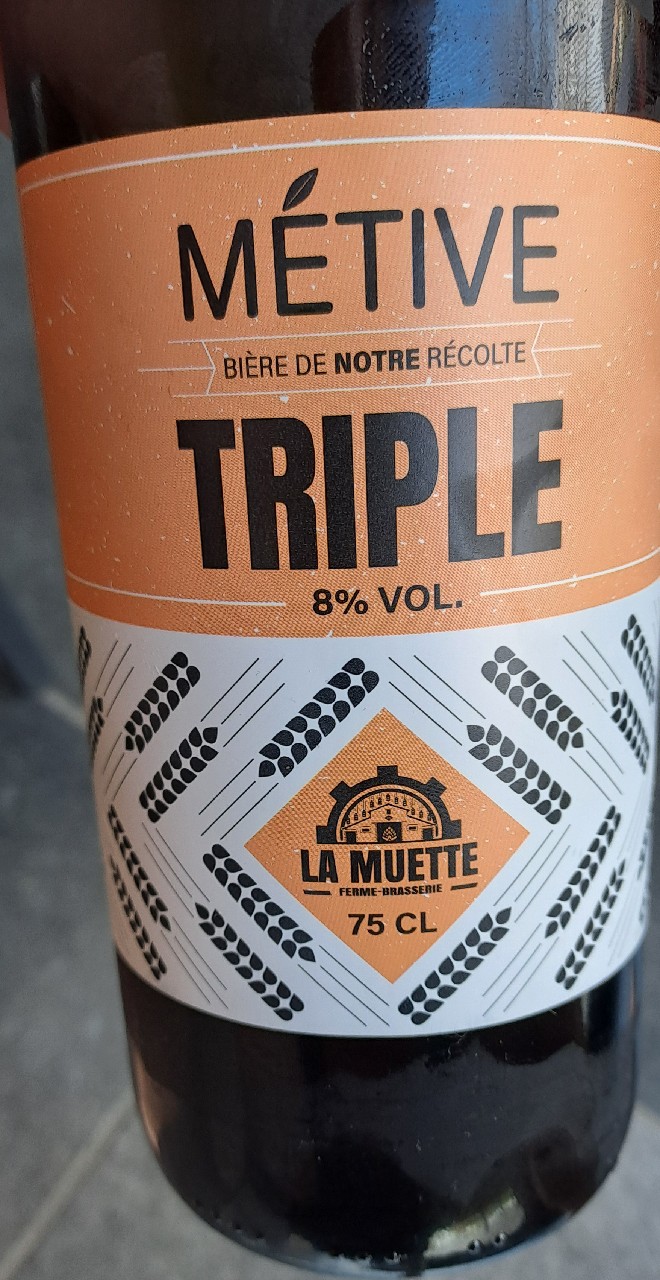 MÉTIVE
BIÈRE DE NOTRE RÉCOLTE
TRIPLE
8% VOL.
LA MUETTE
FERME-BRASSERIE
75 CL